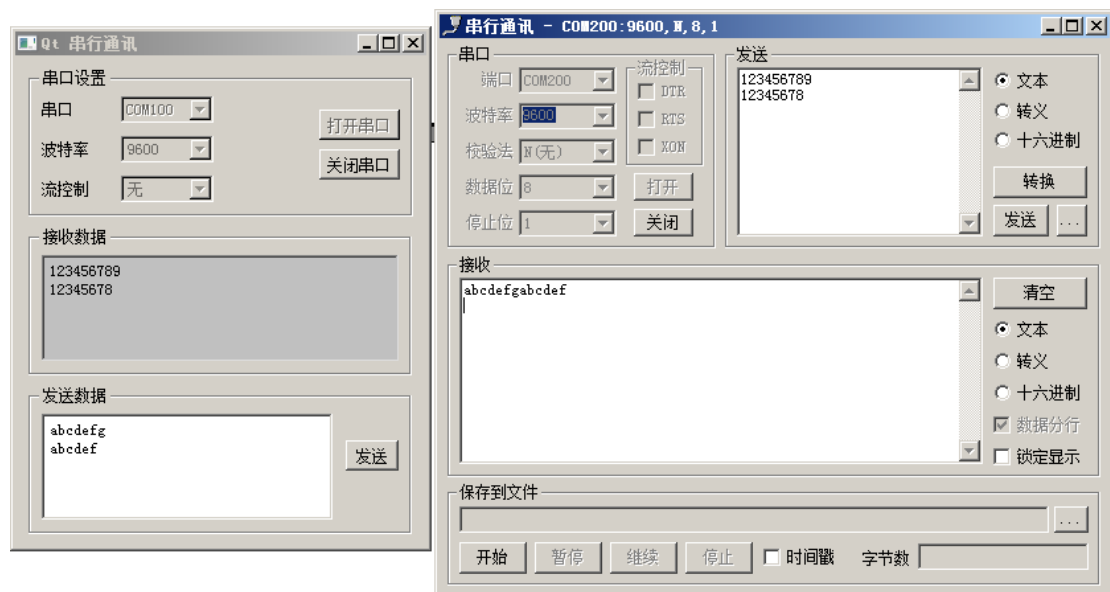 Qt 串行通讯
串口设置
串口 COM100
打开串口
波特率 9600
关闭串口
流控制 无
接收数据
123456789
12345678
发送数据
abcdefg
abcdef
发送
串行通讯 - COM200:9600,N,8,1
串口
端口 COM200
波特率 9600
校验法 N(无)
数据位 8
停止位 1
流控制
DTR
RTS
XON
打开
关闭
发送
123456789
12345678
文本
转义
十六进制
转换
发送 ...
接收
abcdefgabcdef
清空
文本
转义
十六进制
数据分行
锁定显示
保存到文件
...
开始 暂停 继续 停止 时间戳 字节数